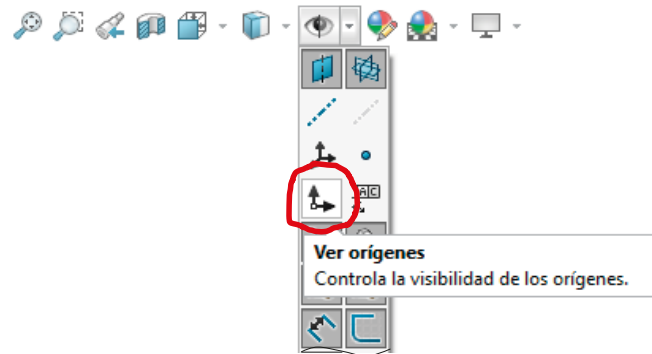 A C
Ver orígenes
Controla la visibilidad de los orígenes.